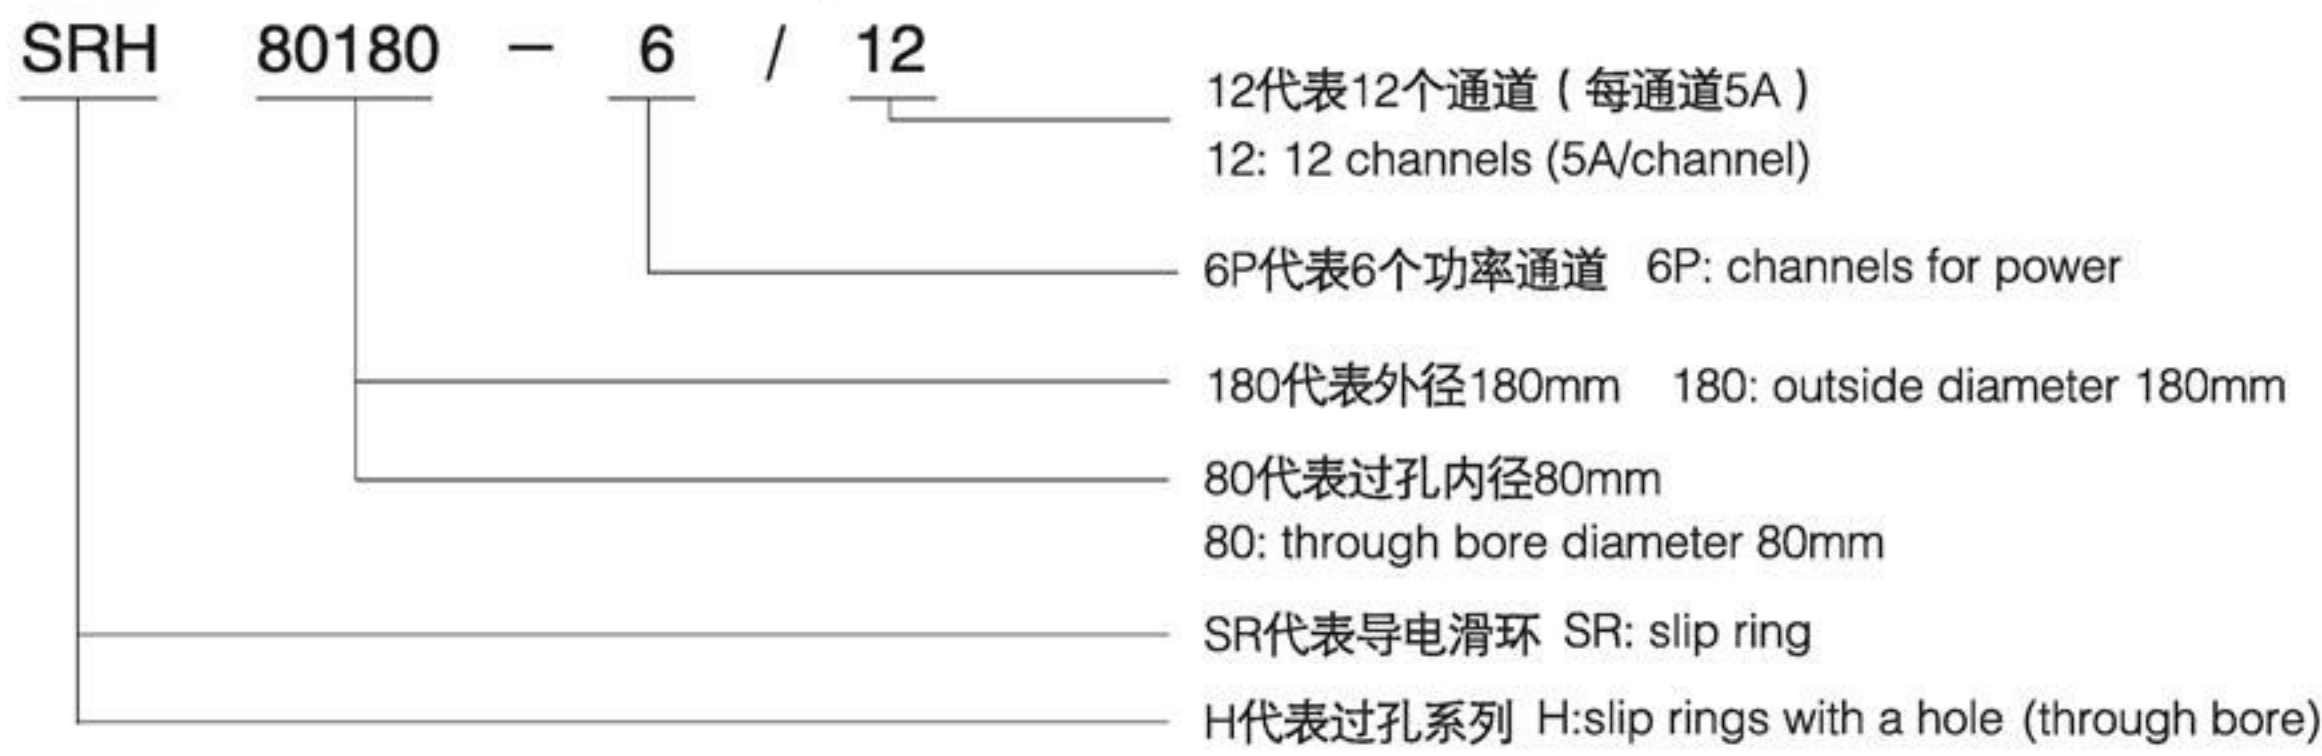 SRH 80180 — 6 / 12
12代表12个通道（每通道5A）
12: 12 channels (5A/channel)
6P代表6个功率通道 6P: channels for power
180代表外径180mm 180: outside diameter 180mm
80代表过孔内径80mm
80: through bore diameter 80mm
SR代表导电滑环 SR: slip ring
H代表过孔系列 H:slip rings with a hole (through bore)